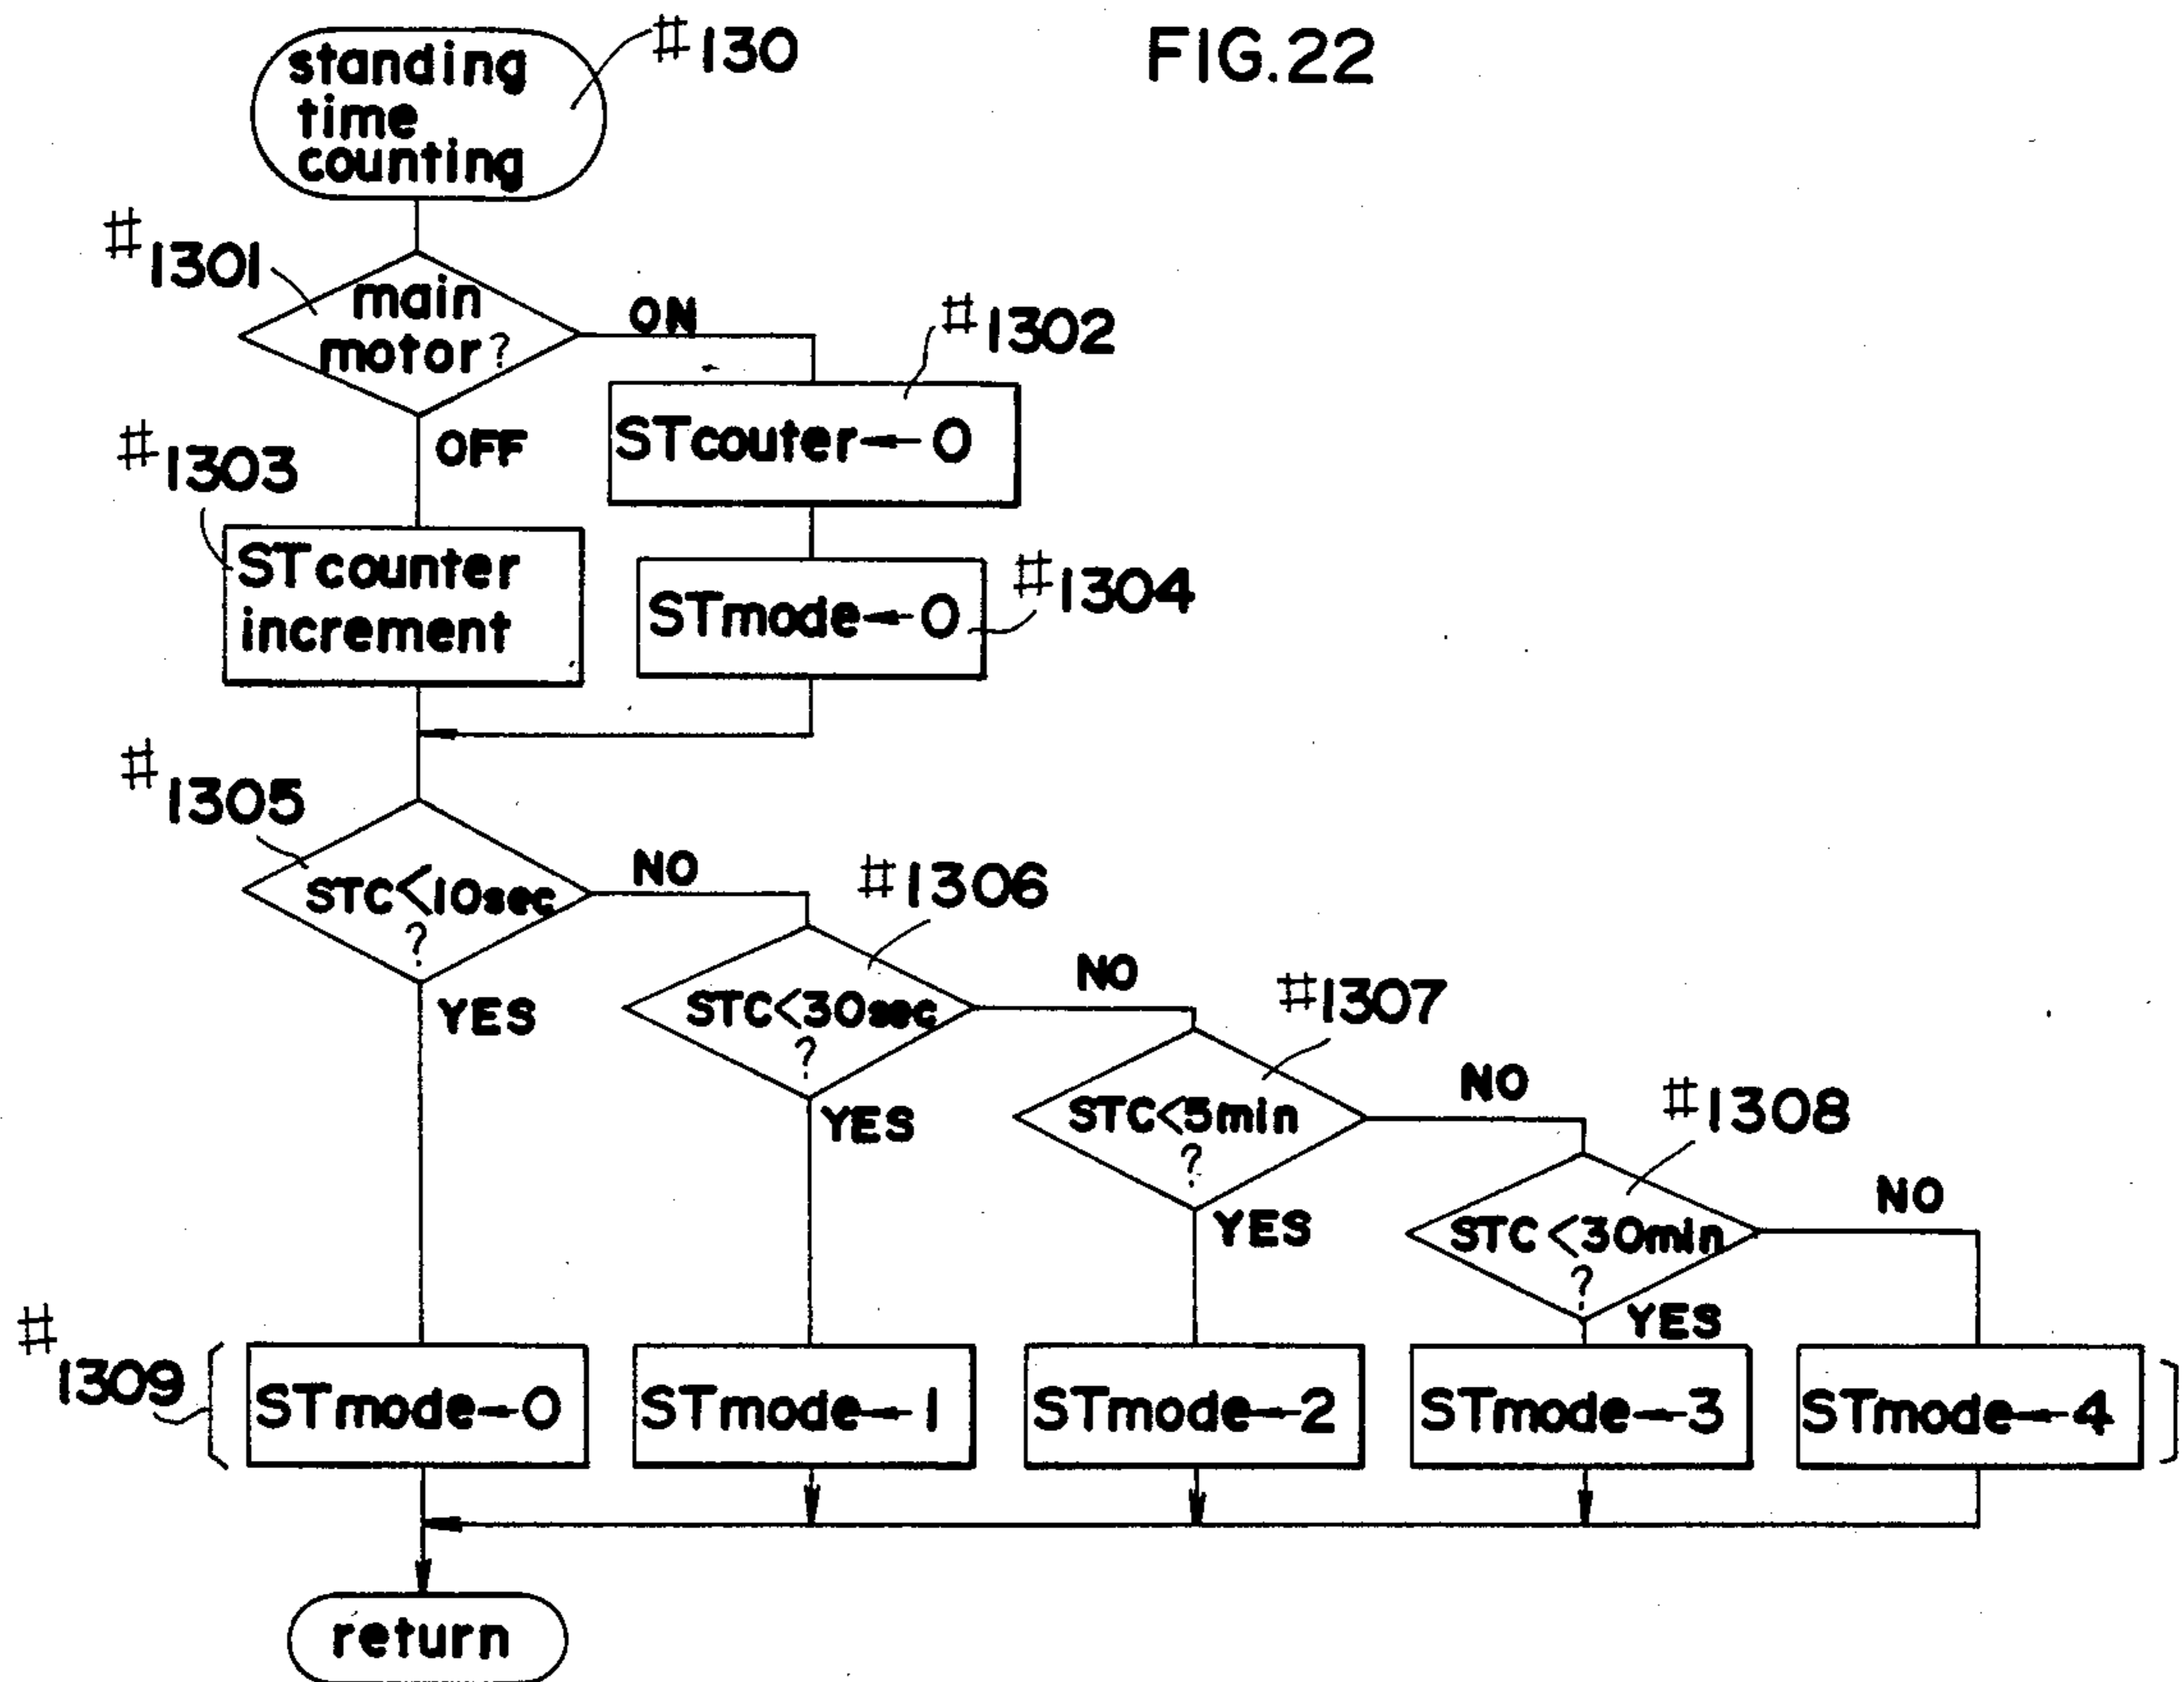 FIG.22
#130
standing
time
counting
#1301
main
motor?
ON
OFF
#1302
STcouter←0
#1303
STcounter
increment
#1304
STmode←0
#1305
STC<10sec
?
NO
YES
#1306
STC<30sec
?
NO
YES
#1307
STC<5min
?
NO
YES
#1308
STC<30min
?
NO
YES
#1309
STmode←0
STmode←1
STmode←2
STmode←3
STmode←4
return